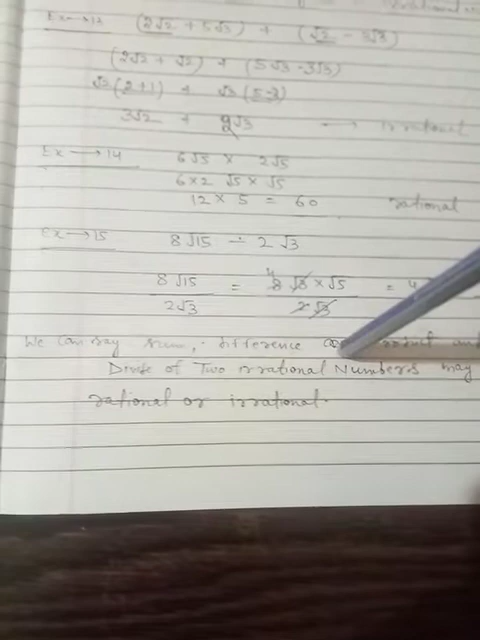 Ex → 13 (2√2 + 5√3) + (√2 - 3√3)
(2√2 + √2) + (5√3 - 3√3)
√2(2+1) + √3(5-3)
3√2 + 2√3 → irrational
Ex → 14 6√5 × 2√5
6×2 √5 × √5
12 × 5 = 60 rational
Ex → 15 8√15 ÷ 2√3
8√15 / 2√3 = 8 √3 × √5 / 2√3 = 4
We can say sum, difference product and
Divide of Two irrational Numbers may
rational or irrational.